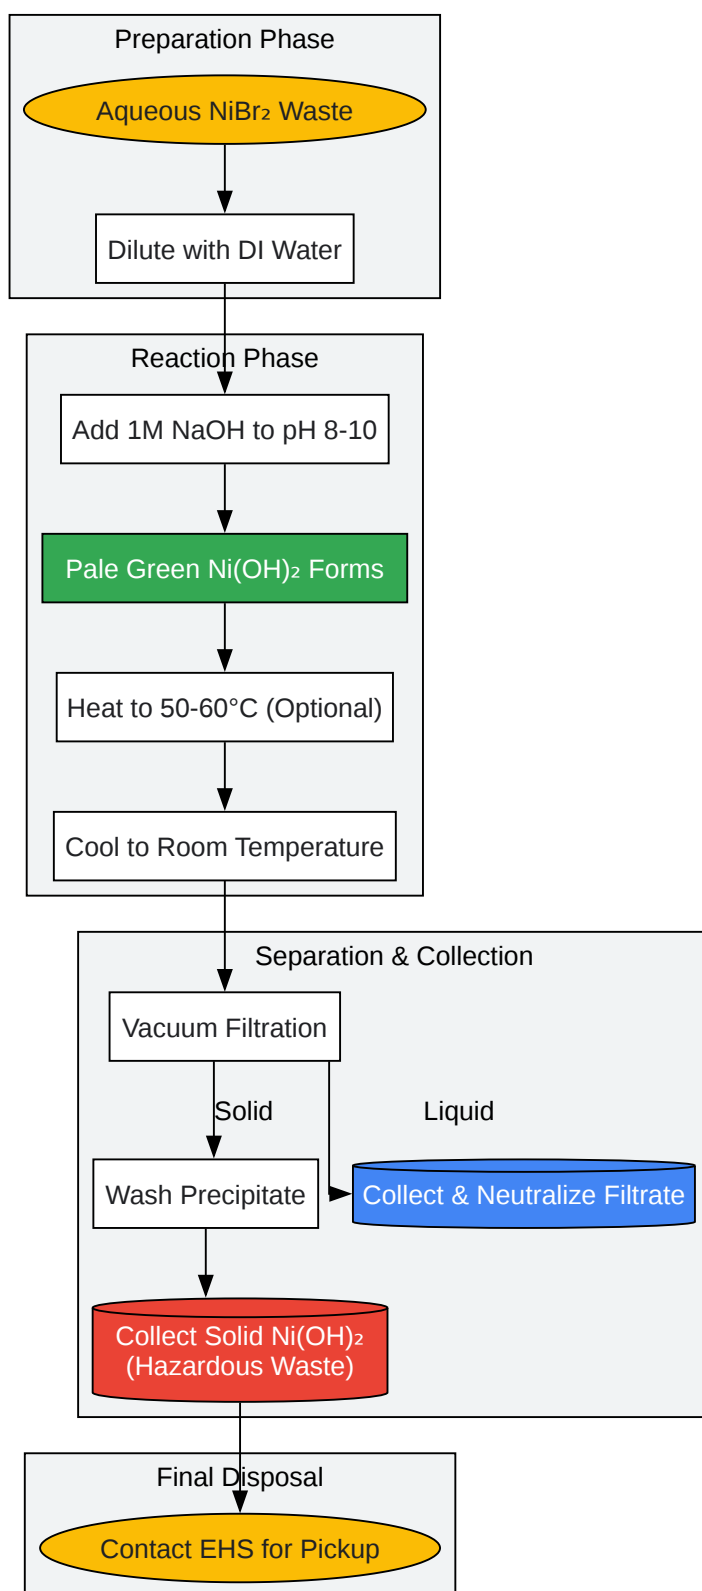 Preparation Phase
Aqueous NiBr₂ Waste
Dilute with DI Water
Reaction Phase
Add 1M NaOH to pH 8-10
Pale Green Ni(OH)₂ Forms
Heat to 50-60°C (Optional)
Cool to Room Temperature
Separation & Collection
Vacuum Filtration
Solid
Liquid
Wash Precipitate
Collect & Neutralize Filtrate
Collect Solid Ni(OH)₂
(Hazardous Waste)
Final Disposal
Contact EHS for Pickup